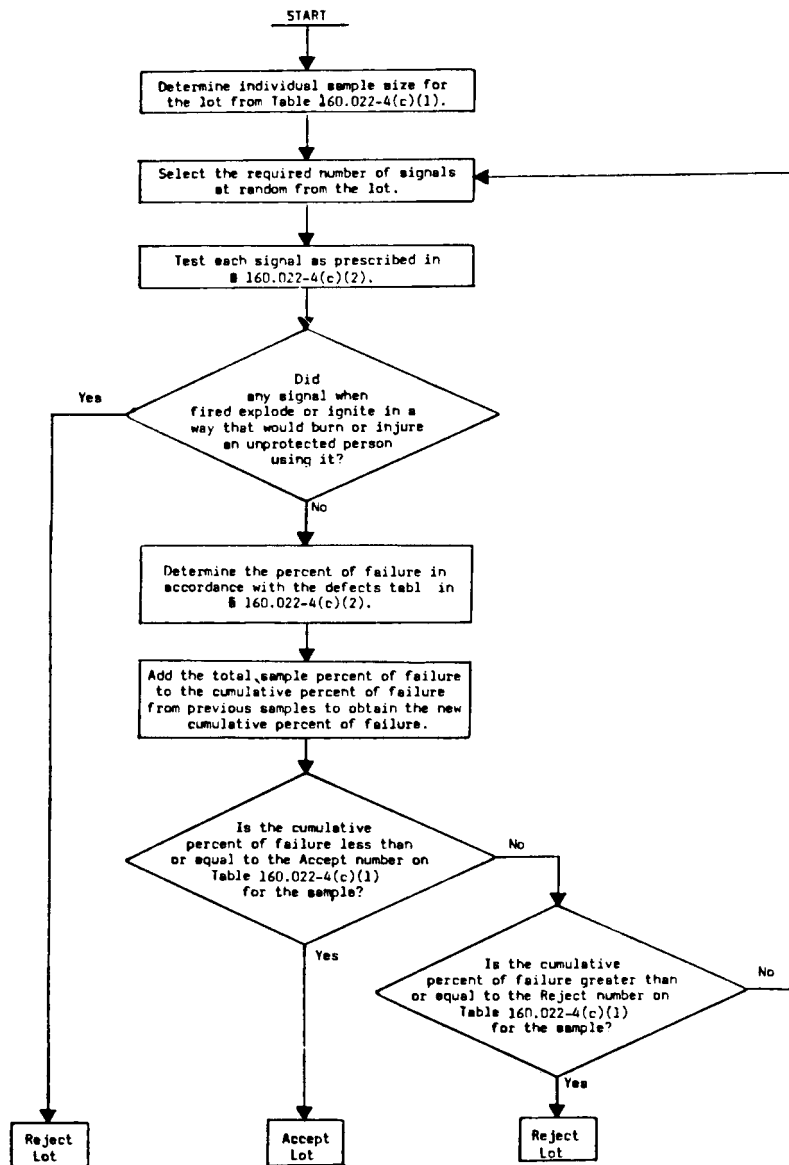 START
Determine individual sample size for
the lot from Table 160.022-4(c)(1).
Select the required number of signals
at random from the lot.
Test each signal as prescribed in
§ 160.022-4(c)(2).
Did
any signal when
fired explode or ignite in a
way that would burn or injure
an unprotected person
using it?
Yes
No
Determine the percent of failure in
accordance with the defects tabl in
§ 160.022-4(c)(2).
Add the total sample percent of failure
to the cumulative percent of failure
from previous samples to obtain the new
cumulative percent of failure.
Is the cumulative
percent of failure less than
or equal to the Accept number on
Table 160.022-4(c)(1)
for the sample?
No
Yes
Is the cumulative
percent of failure greater than
or equal to the Reject number on
Table 160.022-4(c)(1)
for the sample?
No
Yes
Reject
Lot
Accept
Lot
Reject
Lot